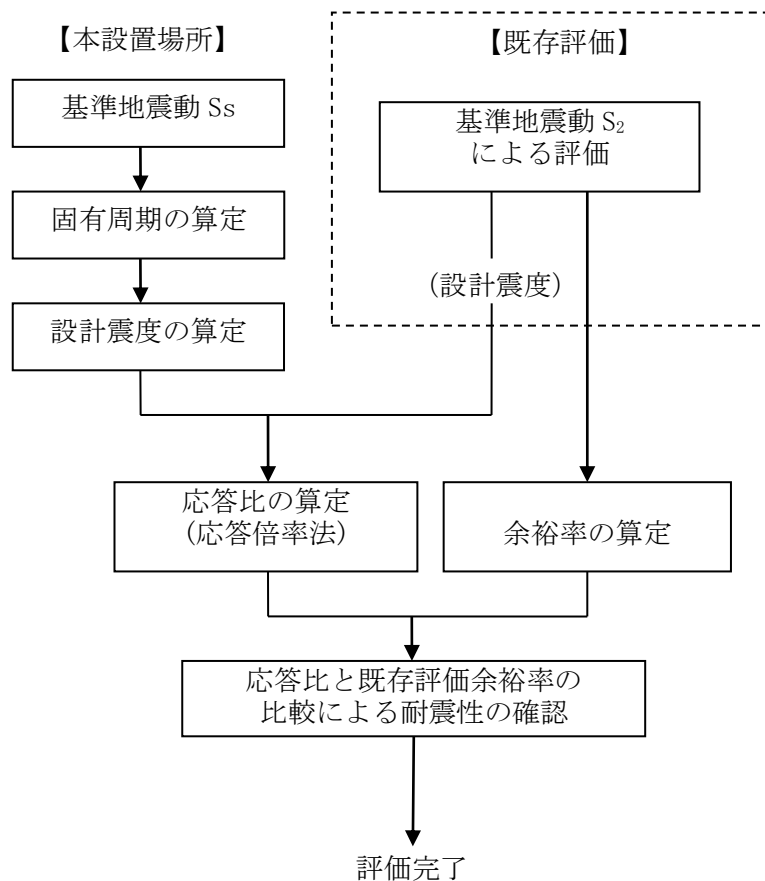 【本設置場所】
【既存評価】
基準地震動 Ss
基準地震動 S₂
による評価
固有周期の算定
(設計震度)
設計震度の算定
応答比の算定
(応答倍率法)
余裕率の算定
応答比と既存評価余裕率の
比較による耐震性の確認
評価完了